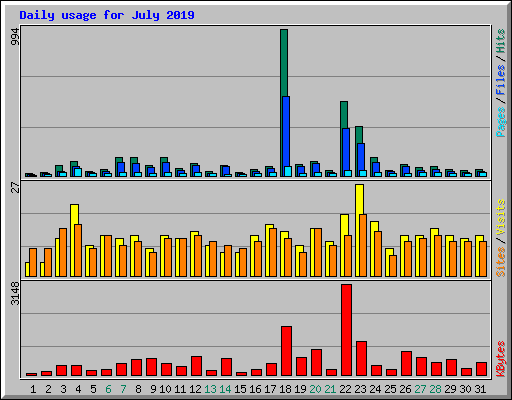 Daily usage for July 2019
994
Pages / Files / Hits
27
Sites / Visits
3148
KBytes
1 2 3 4 5 6 7 8 9 10 11 12 13 14 15 16 17 18 19 20 21 22 23 24 25 26 27 28 29 30 31